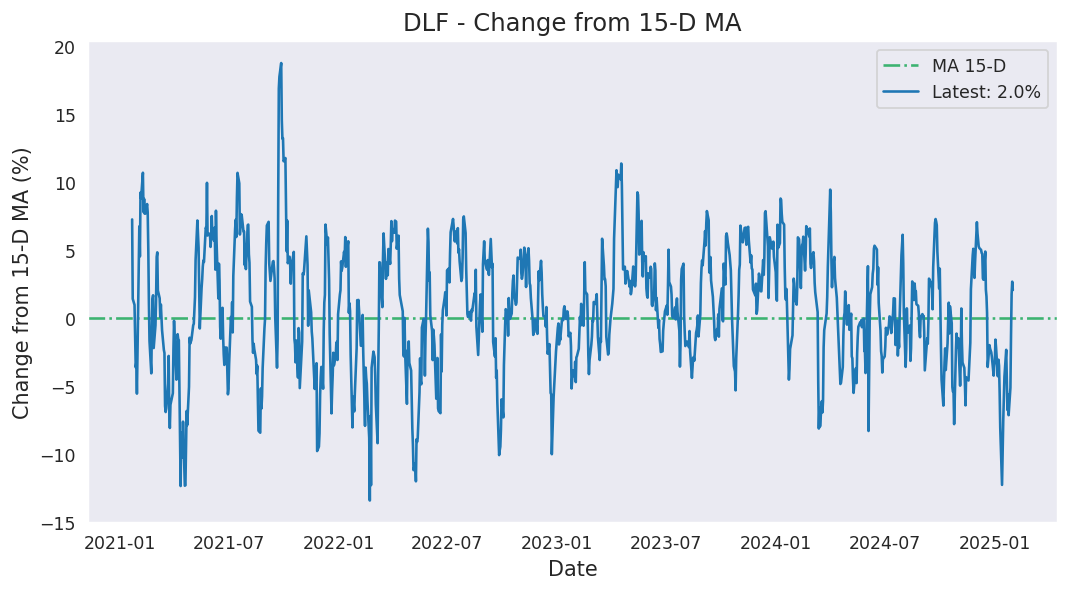 DLF - Change from 15-D MA
MA 15-D
Latest: 2.0%
Change from 15-D MA (%)
20
15
10
5
0
−5
−10
−15
2021-01 2021-07 2022-01 2022-07 2023-01 2023-07 2024-01 2024-07 2025-01
Date